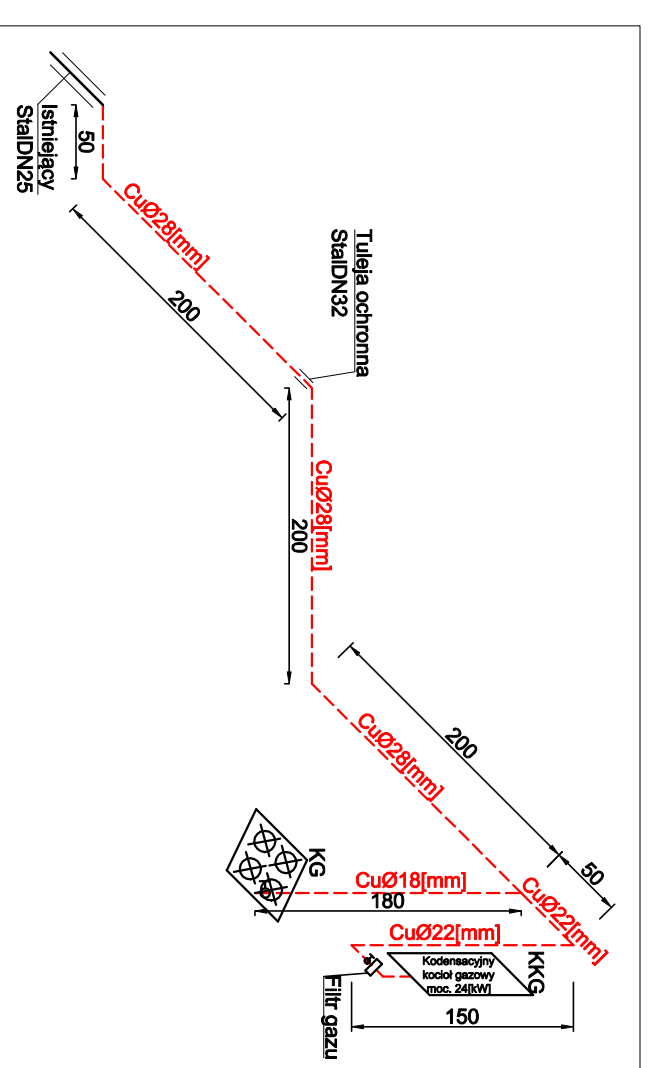 Istniejący
StalDN25
50
CuØ28[mm]
200
Tuleja ochronna
StalDN32
CuØ28[mm]
200
CuØ28[mm]
200
50
CuØ22[mm]
KG
CuØ18[mm]
180
CuØ22[mm]
KKG
Kodensacyjny
kocioł gazowy
moc. 24[kW]
Filtr gazu
150